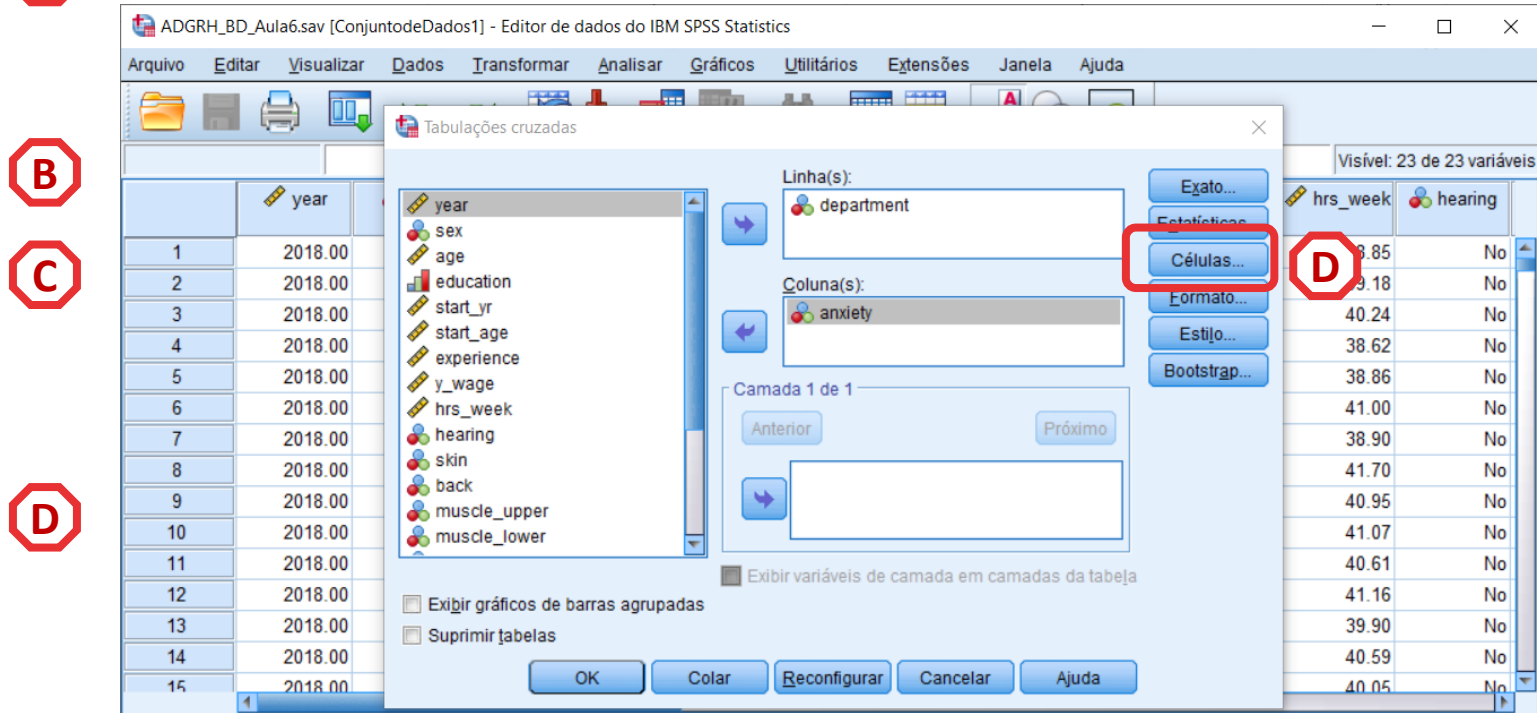 ADGRH_BD_Aula6.sav [ConjuntodeDados1] - Editor de dados do IBM SPSS Statistics
Arquivo Editar Visualizar Dados Transformar Analisar Gráficos Utilitários Extensões Janela Ajuda
A
Visível: 23 de 23 variáveis
B
C
D
year
hrs_week hearing
1 2018.00 8.85 No
2 2018.00 9.18 No
3 2018.00 40.24 No
4 2018.00 38.62 No
5 2018.00 38.86 No
6 2018.00 41.00 No
7 2018.00 38.90 No
8 2018.00 41.70 No
9 2018.00 40.95 No
10 2018.00 41.07 No
11 2018.00 40.61 No
12 2018.00 41.16 No
13 2018.00 39.90 No
14 2018.00 40.59 No
15 2018.00 40.05 No
Tabulações cruzadas
year
sex
age
education
start_yr
start_age
experience
y_wage
hrs_week
hearing
skin
back
muscle_upper
muscle_lower
Linha(s):
department
Coluna(s):
anxiety
Camada 1 de 1
Anterior Próximo
Exibir variáveis de camada em camadas da tabela
Exato...
Estatísticas...
Células...
D
Formato...
Estilo...
Bootstrap...
Exibir gráficos de barras agrupadas
Suprimir tabelas
OK Colar Reconfigurar Cancelar Ajuda